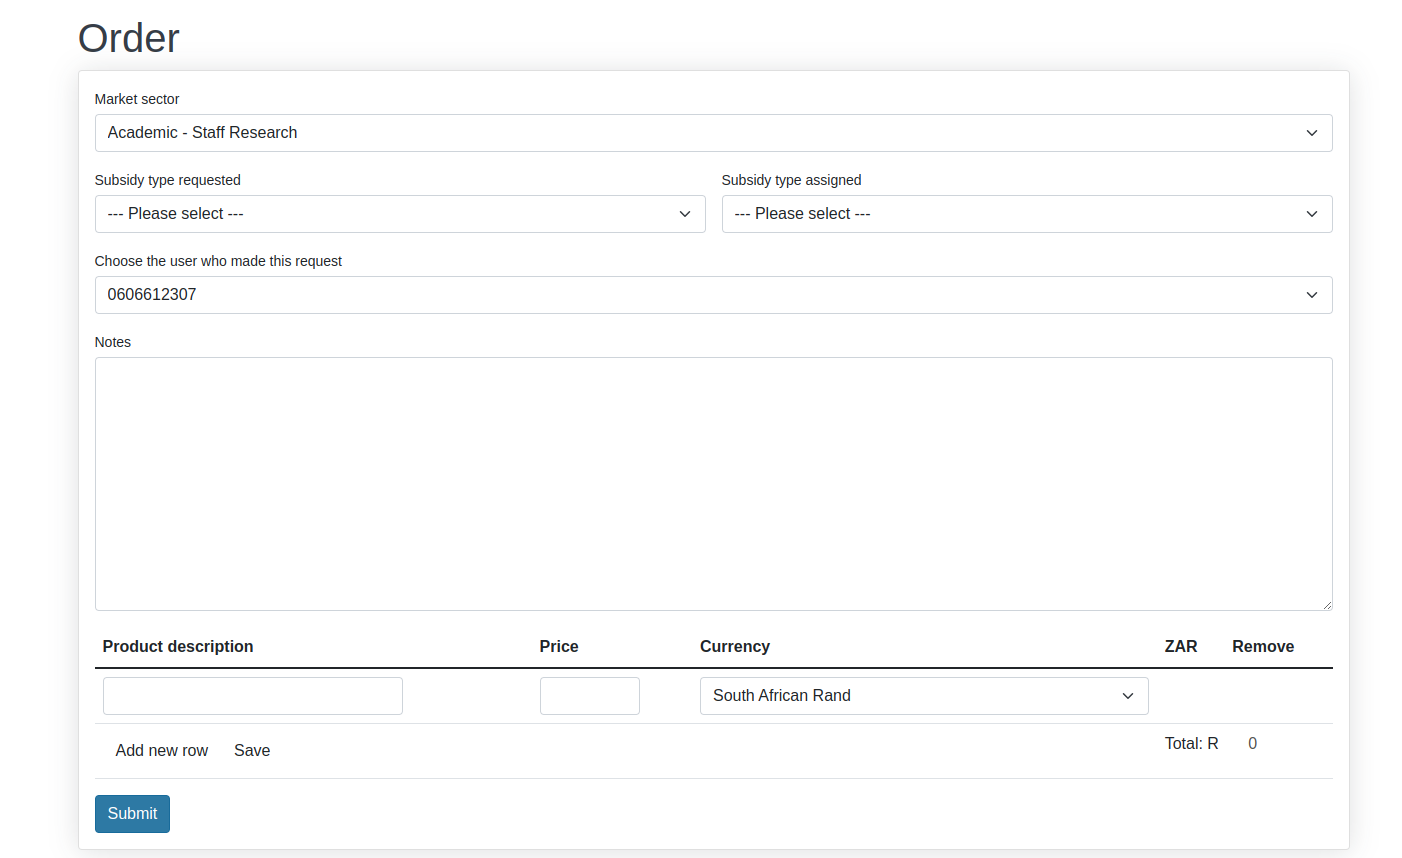 Order
Market sector
Academic - Staff Research
Subsidy type requested
Subsidy type assigned
--- Please select ---
--- Please select ---
Choose the user who made this request
0606612307
Notes
Product description Price Currency ZAR Remove
South African Rand
Add new row Save Total: R 0
Submit